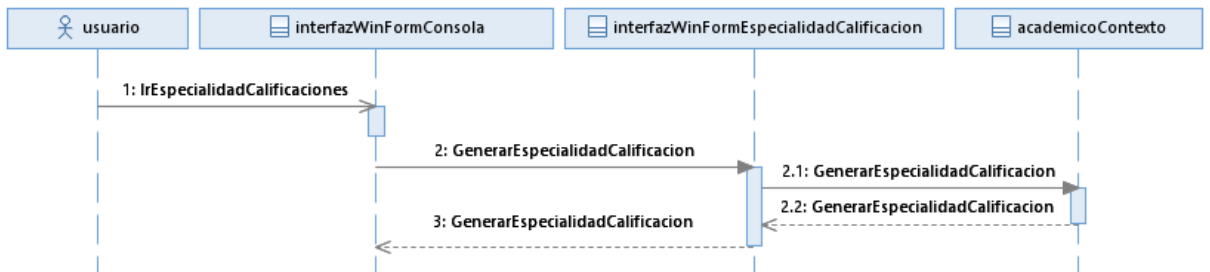 usuario
interfazWinFormConsola
interfazWinFormEspecialidadCalificacion
academicoContexto
1: IrEspecialidadCalificaciones
2: GenerarEspecialidadCalificacion
2.1: GenerarEspecialidadCalificacion
2.2: GenerarEspecialidadCalificacion
3: GenerarEspecialidadCalificacion